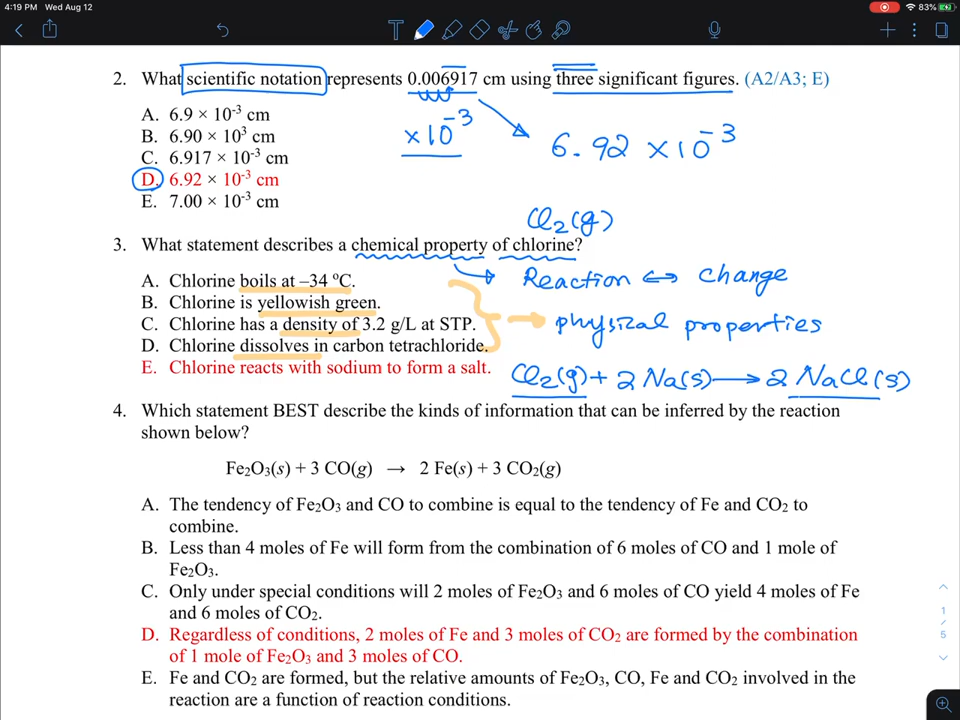 4:19 PM Wed Aug 12
83%
T
2. What scientific notation represents 0.006917 cm using three significant figures. (A2/A3; E)
A. 6.9 × 10⁻³ cm
B. 6.90 × 10³ cm
C. 6.917 × 10⁻³ cm
D. 6.92 × 10⁻³ cm
E. 7.00 × 10⁻³ cm
×10⁻³
6.92 ×10⁻³
Cl₂(g)
3. What statement describes a chemical property of chlorine?
Reaction ↔ change
A. Chlorine boils at –34 ºC.
B. Chlorine is yellowish green.
C. Chlorine has a density of 3.2 g/L at STP.
D. Chlorine dissolves in carbon tetrachloride.
E. Chlorine reacts with sodium to form a salt.
physical properties
Cl₂(g) + 2 Na(s) → 2 NaCl(s)
4. Which statement BEST describe the kinds of information that can be inferred by the reaction
shown below?
Fe₂O₃(s) + 3 CO(g) → 2 Fe(s) + 3 CO₂(g)
A. The tendency of Fe₂O₃ and CO to combine is equal to the tendency of Fe and CO₂ to
combine.
B. Less than 4 moles of Fe will form from the combination of 6 moles of CO and 1 mole of
Fe₂O₃.
C. Only under special conditions will 2 moles of Fe₂O₃ and 6 moles of CO yield 4 moles of Fe
and 6 moles of CO₂.
D. Regardless of conditions, 2 moles of Fe and 3 moles of CO₂ are formed by the combination
of 1 mole of Fe₂O₃ and 3 moles of CO.
E. Fe and CO₂ are formed, but the relative amounts of Fe₂O₃, CO, Fe and CO₂ involved in the
reaction are a function of reaction conditions.
1
/
5